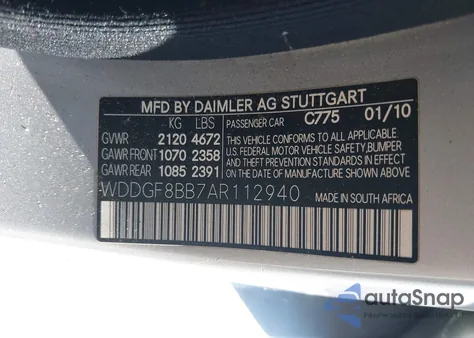 MFD BY DAIMLER AG STUTTGART
KG LBS PASSENGER CAR C775 01/10
GVWR 2120 4672 THIS VEHICLE CONFORMS TO ALL APPLICABLE
GAWR FRONT 1070 2358 U.S. FEDERAL MOTOR VEHICLE SAFETY, BUMPER
GAWR REAR 1085 2391 AND THEFT PREVENTION STANDARDS IN EFFECT
ON THE DATE OF MANUFACTURE SHOWN ABOVE.
WDDGF8BB7AR112940 MADE IN SOUTH AFRICA
autoSnap